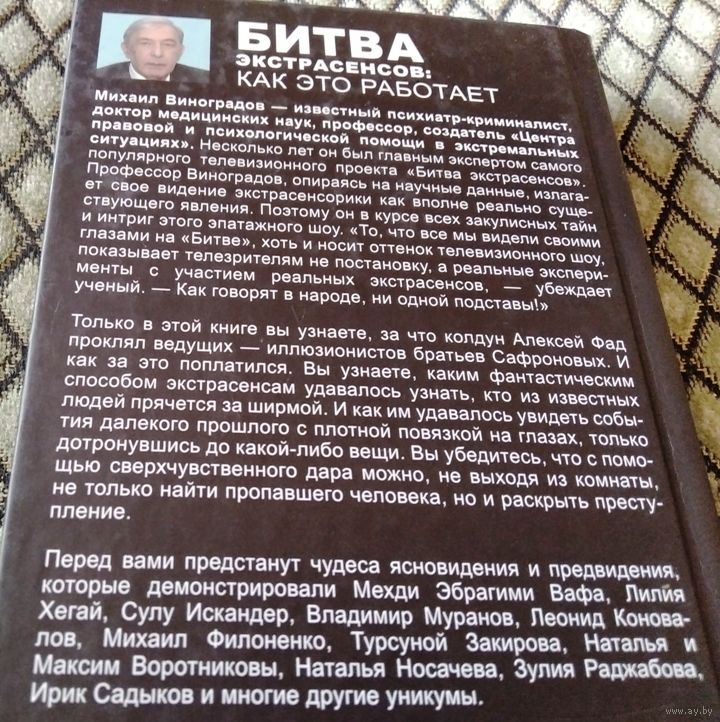 БИТВА
ЭКСТРАСЕНСОВ:
КАК ЭТО РАБОТАЕТ
Михаил Виноградов — известный психиатр-криминалист,
доктор медицинских наук, профессор, создатель «Центра
правовой и психологической помощи в экстремальных
ситуациях». Несколько лет он был главным экспертом самого
популярного телевизионного проекта «Битва экстрасенсов».
Профессор Виноградов, опираясь на научные данные, излага-
ет свое видение экстрасенсорики как вполне реально суще-
ствующего явления. Поэтому он в курсе всех закулисных тайн
и интриг этого эпатажного шоу. «То, что все мы видели своими
глазами на «Битве», хоть и носит оттенок телевизионного шоу,
показывает телезрителям не постановку, а реальные экспери-
менты с участием реальных экстрасенсов, — убеждает
ученый. — Как говорят в народе, ни одной подставы!»
Только в этой книге вы узнаете, за что колдун Алексей Фад
проклял ведущих — иллюзионистов братьев Сафроновых. И
как за это поплатился. Вы узнаете, каким фантастическим
способом экстрасенсам удавалось узнать, кто из известных
людей прячется за ширмой. И как им удавалось увидеть собы-
тия далекого прошлого с плотной повязкой на глазах, только
дотронувшись до какой-либо вещи. Вы убедитесь, что с помо-
щью сверхчувственного дара можно, не выходя из комнаты,
не только найти пропавшего человека, но и раскрыть престу-
пление.
Перед вами предстанут чудеса ясновидения и предвидения,
которые демонстрировали Мехди Эбрагими Вафа, Лилия
Хегай, Сулу Искандер, Владимир Муранов, Леонид Конова-
лов, Михаил Филоненко, Турсуной Закирова, Наталья и
Максим Воротниковы, Наталья Носачева, Зулия Раджабова,
Ирик Садыков и многие другие уникумы.
www.ay.by